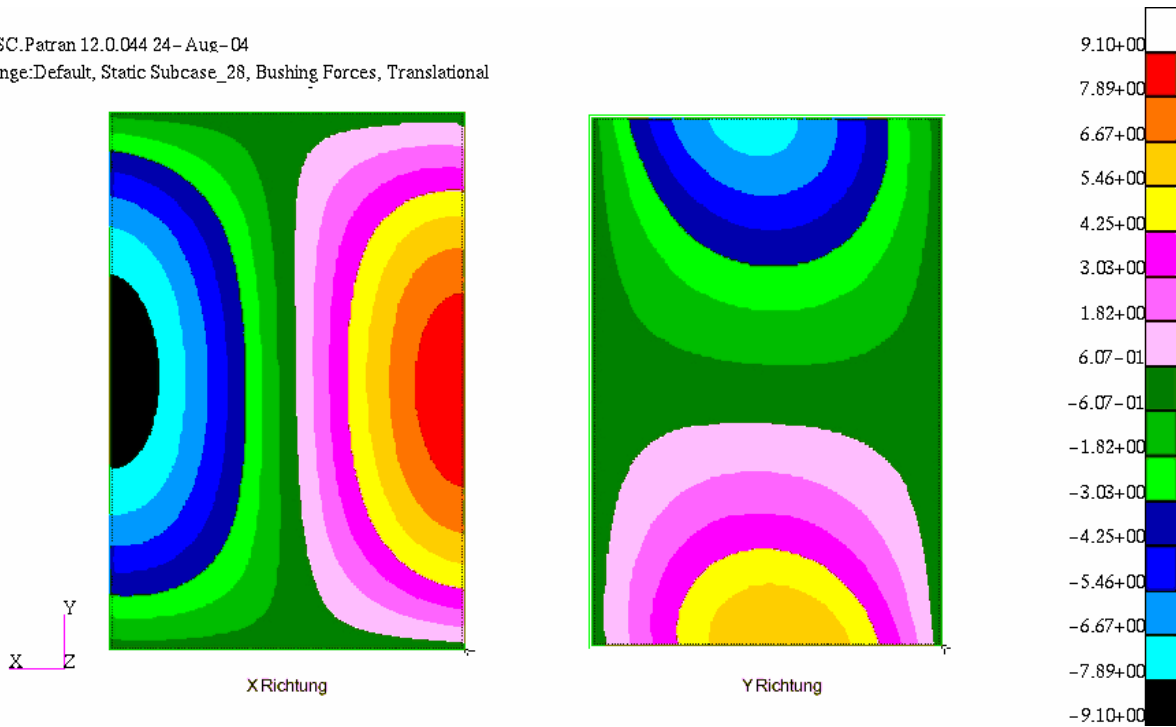 SC.Patran 12.0.044 24-Aug-04
nge:Default, Static Subcase_28, Bushing Forces, Translational
9.10+00
7.89+00
6.67+00
5.46+00
4.25+00
3.03+00
1.82+00
6.07-01
-6.07-01
-1.82+00
-3.03+00
-4.25+00
-5.46+00
-6.67+00
-7.89+00
-9.10+00
Y
X
Z
X Richtung
Y Richtung